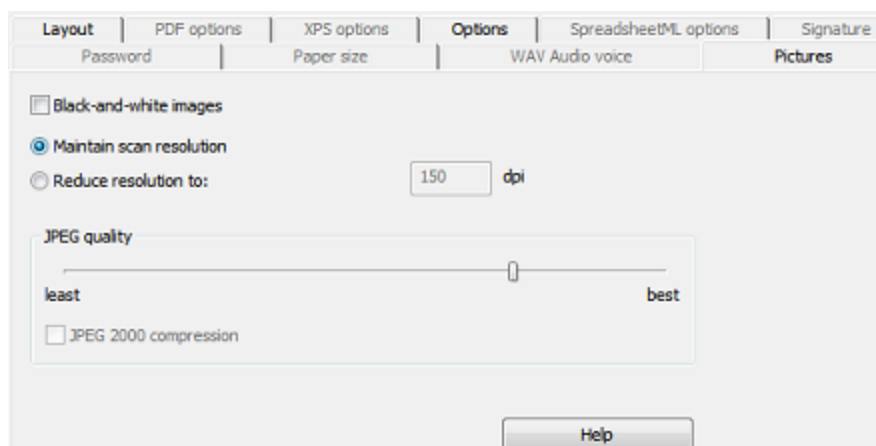 Layout PDF options XPS options Options SpreadsheetML options Signature
Password Paper size WAV Audio voice Pictures
Black-and-white images
Maintain scan resolution
Reduce resolution to: 150 dpi
JPEG quality
least best
JPEG 2000 compression
Help